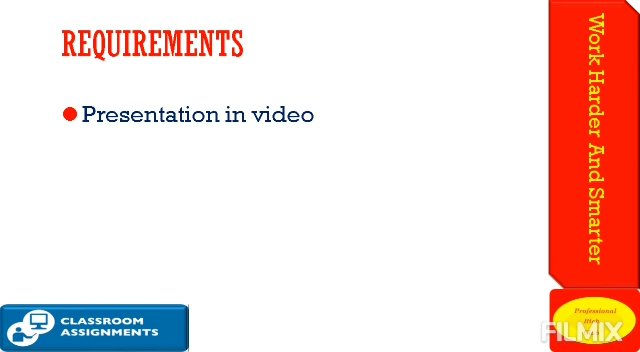 REQUIREMENTS
Presentation in video
Work Harder And Smarter
CLASSROOM
ASSIGNMENTS
Professional
FILMIX